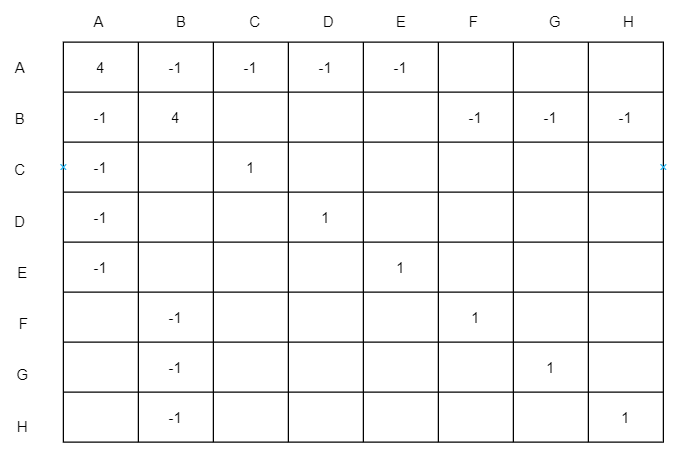 A B C D E F G H
A 4 -1 -1 -1 -1
B -1 4 -1 -1 -1
C -1 1
D -1 1
E -1 1
F -1 1
G -1 1
H -1 1